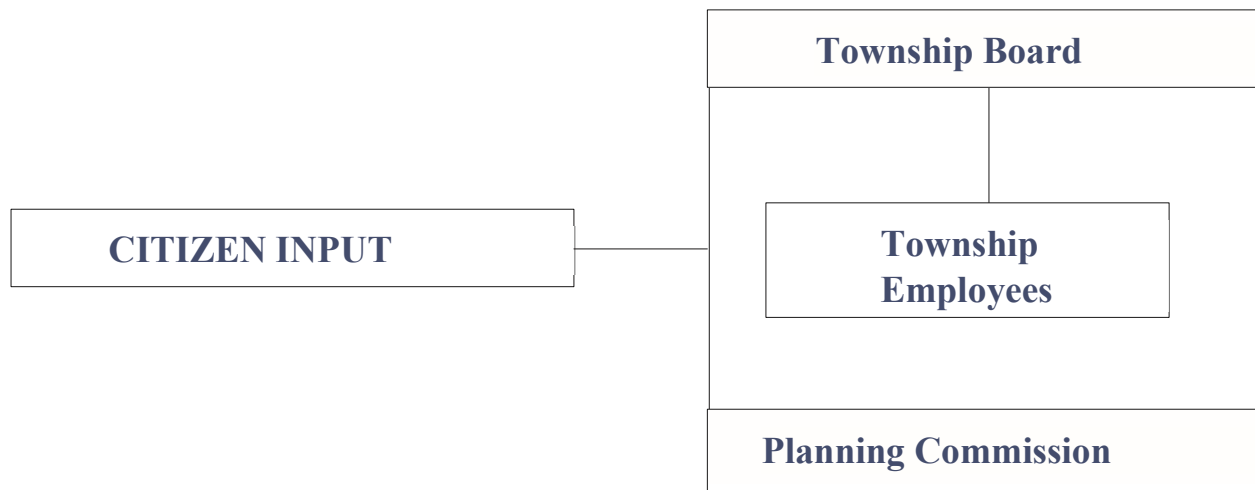 Township Board
CITIZEN INPUT
Township
Employees
Planning Commission